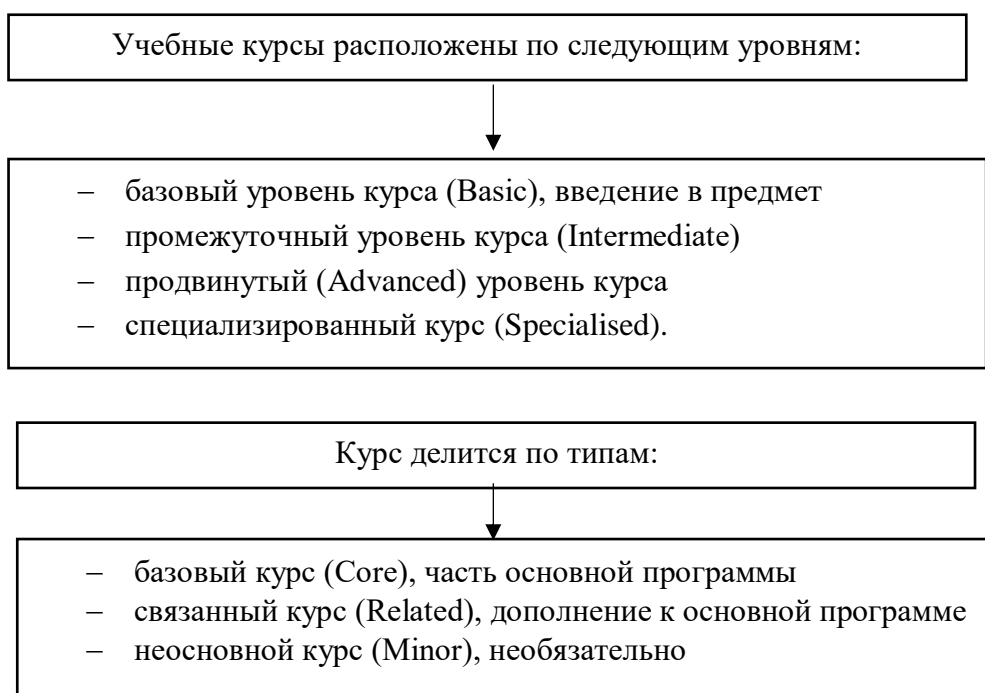 Учебные курсы расположены по следующим уровням:
– базовый уровень курса (Basic), введение в предмет
– промежуточный уровень курса (Intermediate)
– продвинутый (Advanced) уровень курса
– специализированный курс (Specialised).
Курс делится по типам:
– базовый курс (Core), часть основной программы
– связанный курс (Related), дополнение к основной программе
– неосновной курс (Minor), необязательно